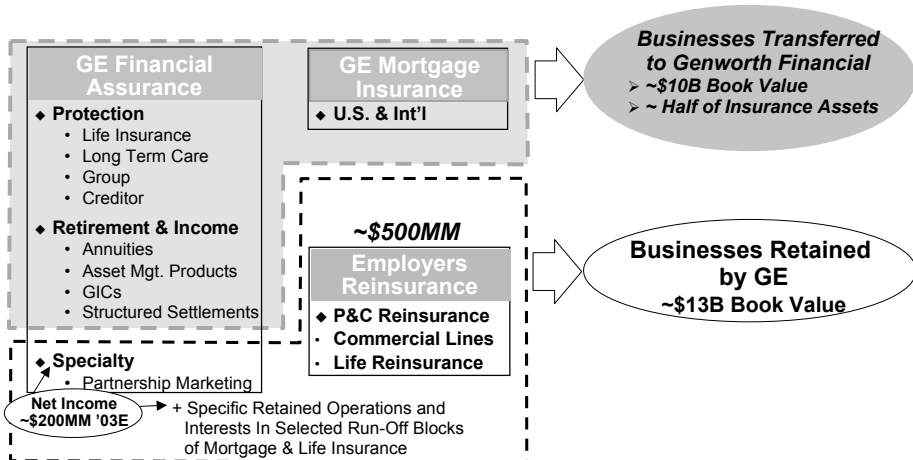 GE Financial
Assurance
◆ Protection
• Life Insurance
• Long Term Care
• Group
• Creditor
◆ Retirement & Income
• Annuities
• Asset Mgt. Products
• GICs
• Structured Settlements
◆ Specialty
• Partnership Marketing
Net Income
~$200MM '03E
+ Specific Retained Operations and
Interests In Selected Run-Off Blocks
of Mortgage & Life Insurance
GE Mortgage
Insurance
◆ U.S. & Int'l
~$500MM
Employers
Reinsurance
◆ P&C Reinsurance
• Commercial Lines
• Life Reinsurance
Businesses Transferred
to Genworth Financial
➢ ~$10B Book Value
➢ ~ Half of Insurance Assets
Businesses Retained
by GE
~$13B Book Value